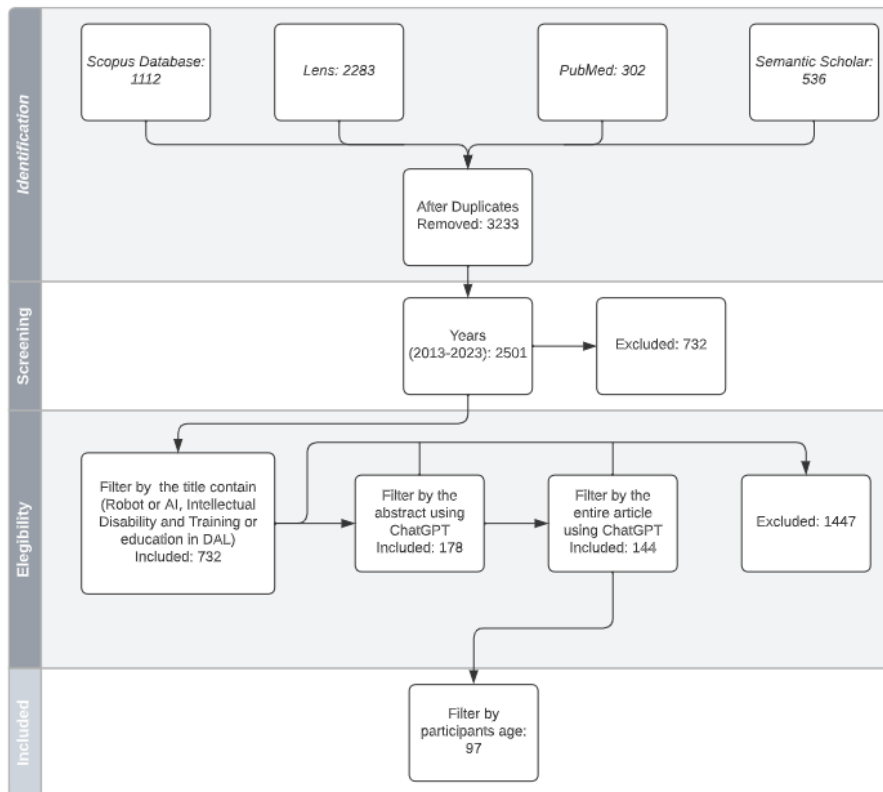 Identification
Scopus Database:
1112
Lens: 2283
PubMed: 302
Semantic Scholar:
536
After Duplicates
Removed: 3233
Screening
Years
(2013-2023): 2501
Excluded: 732
Elegibility
Filter by the title contain
(Robot or AI, Intellectual
Disability and Training or
education in DAL)
Included: 732
Filter by the
abstract using
ChatGPT
Included: 178
Filter by the
entire article
using ChatGPT
Included: 144
Excluded: 1447
Included
Filter by
participants age:
97